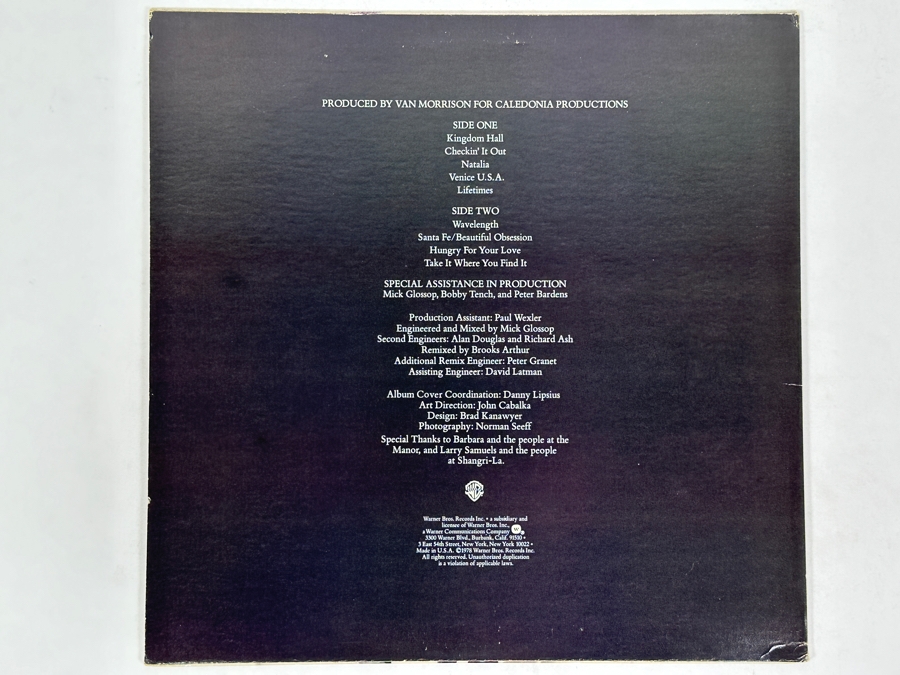 PRODUCED BY VAN MORRISON FOR CALEDONIA PRODUCTIONS
SIDE ONE
Kingdom Hall
Checkin' It Out
Natalia
Venice U.S.A.
Lifetimes
SIDE TWO
Wavelength
Santa Fe/Beautiful Obsession
Hungry For Your Love
Take It Where You Find It
SPECIAL ASSISTANCE IN PRODUCTION
Mick Glossop, Bobby Tench, and Peter Bardens
Production Assistant: Paul Wexler
Engineered and Mixed by Mick Glossop
Second Engineers: Alan Douglas and Richard Ash
Remixed by Brooks Arthur
Additional Remix Engineer: Peter Granet
Assisting Engineer: David Latman
Album Cover Coordination: Danny Lipsius
Art Direction: John Cabalka
Design: Brad Kanawyer
Photography: Norman Seeff
Special Thanks to Barbara and the people at the
Manor, and Larry Samuels and the people
at Shangri-La.
Warner Bros. Records Inc. • a subsidiary and
licensee of Warner Bros. Inc.,
a Warner Communications Company
3300 Warner Blvd., Burbank, Calif. 91510 •
3 East 54th Street, New York, New York 10022 •
Made in U.S.A. ©1978 Warner Bros. Records Inc.
All rights reserved. Unauthorized duplication
is a violation of applicable laws.